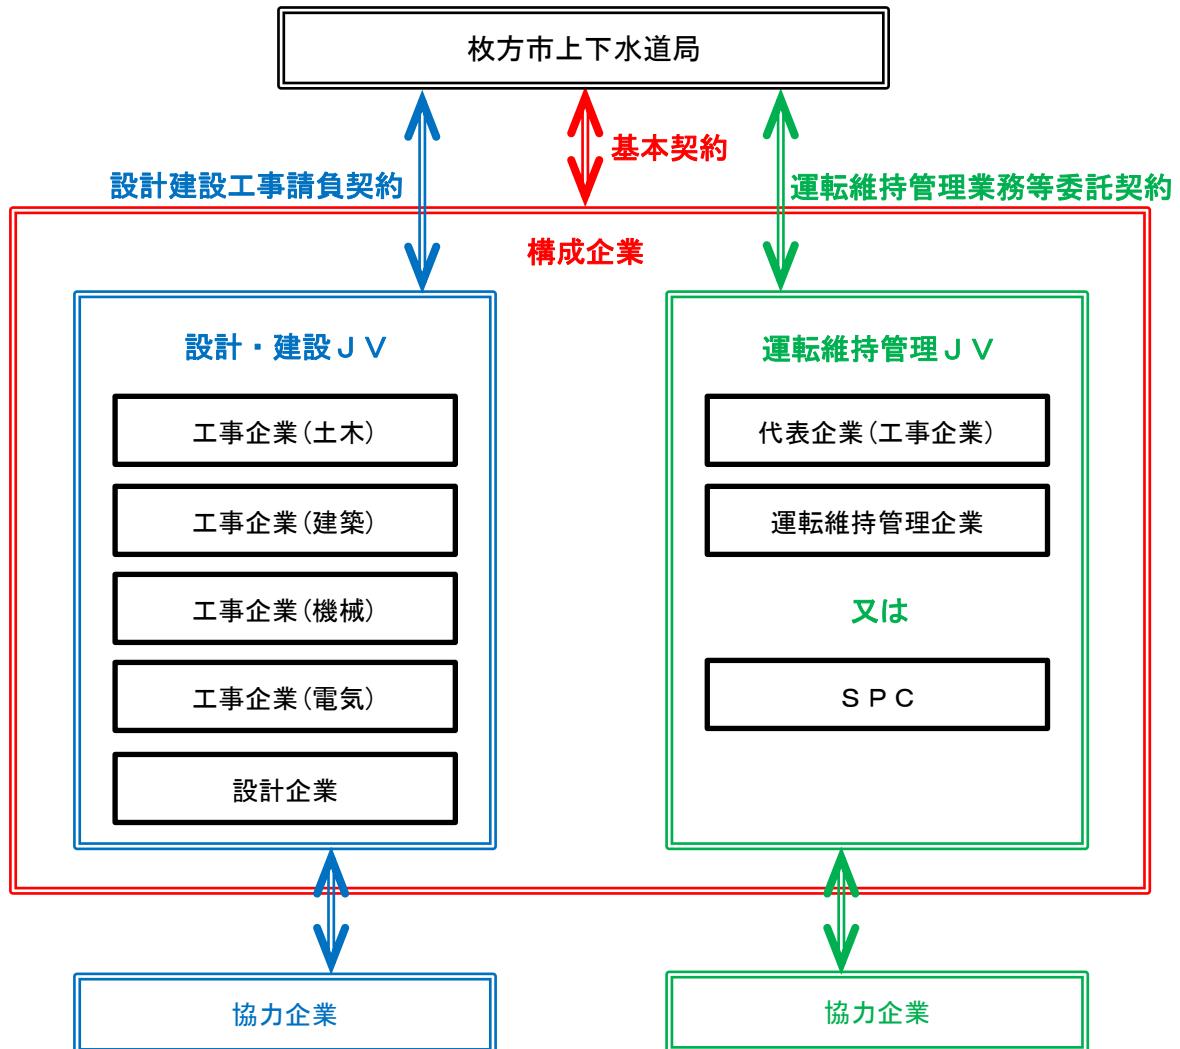 枚方市上下水道局
基本契約
設計建設工事請負契約
運転維持管理業務等委託契約
構成企業
設計・建設ＪＶ
工事企業(土木)
工事企業(建築)
工事企業(機械)
工事企業(電気)
設計企業
運転維持管理ＪＶ
代表企業(工事企業)
運転維持管理企業
又は
ＳＰＣ
協力企業
協力企業